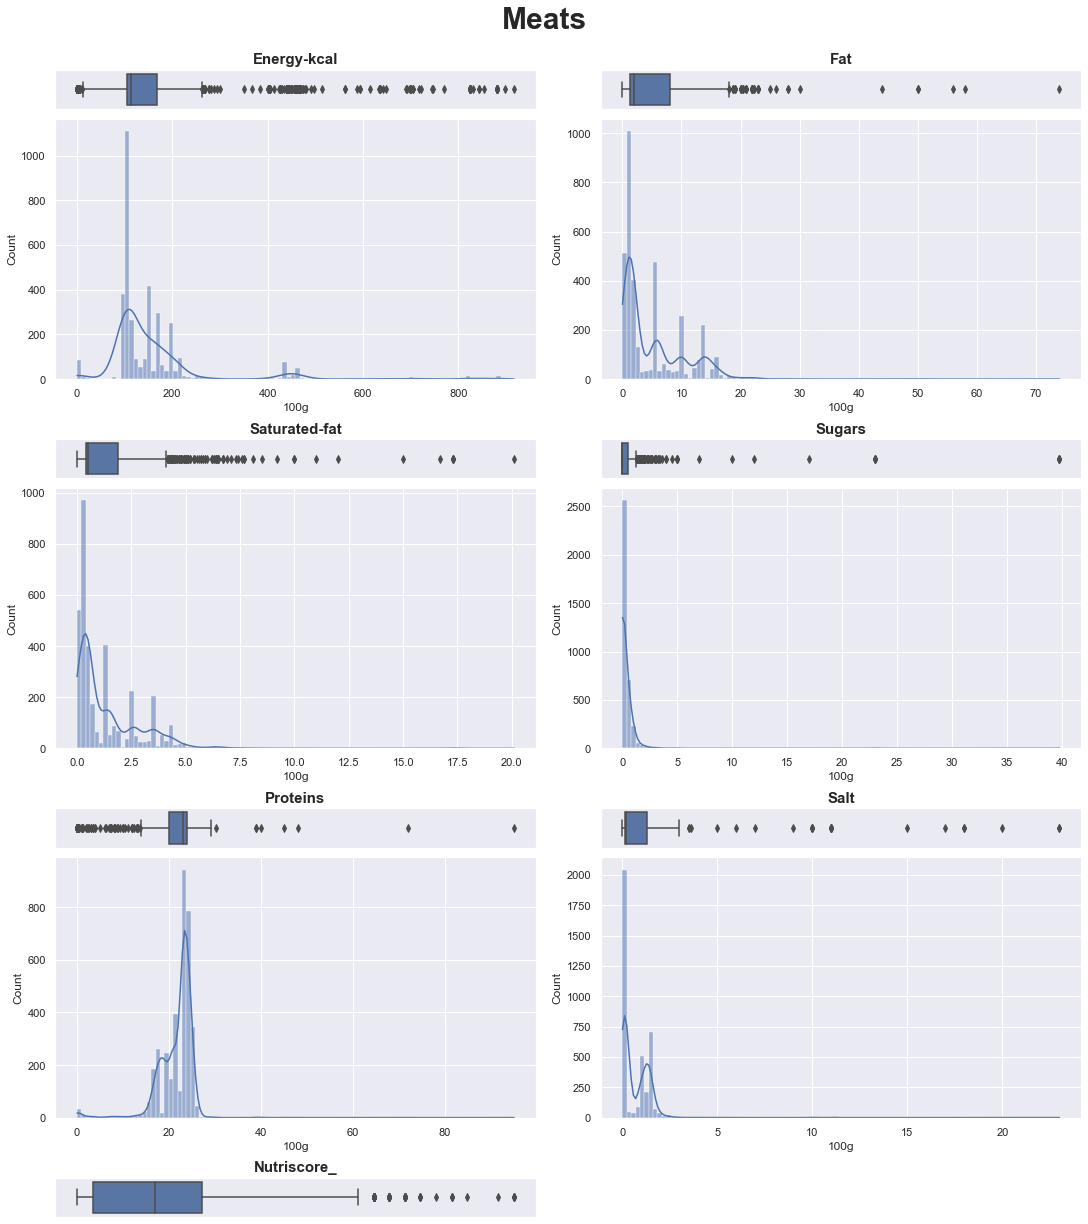 Meats
Energy-kcal
Count
1000
800
600
400
200
0
0 200 400 600 800
100g
Fat
Count
1000
800
600
400
200
0
0 10 20 30 40 50 60 70
100g
Saturated-fat
Count
1000
800
600
400
200
0
0.0 2.5 5.0 7.5 10.0 12.5 15.0 17.5 20.0
100g
Sugars
Count
2500
2000
1500
1000
500
0
0 5 10 15 20 25 30 35 40
100g
Proteins
Count
800
600
400
200
0
0 20 40 60 80
100g
Salt
Count
2000
1750
1500
1250
1000
750
500
250
0
0 5 10 15 20
100g
Nutriscore_